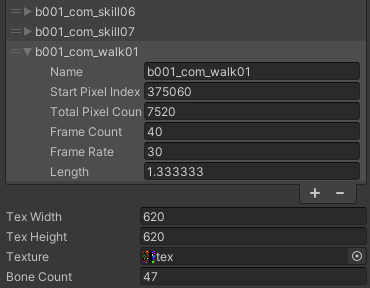 b001_com_skill06
b001_com_skill07
b001_com_walk01
Name b001_com_walk01
Start Pixel Index 375060
Total Pixel Coun 7520
Frame Count 40
Frame Rate 30
Length 1.333333
+ -
Tex Width 620
Tex Height 620
Texture tex
Bone Count 47